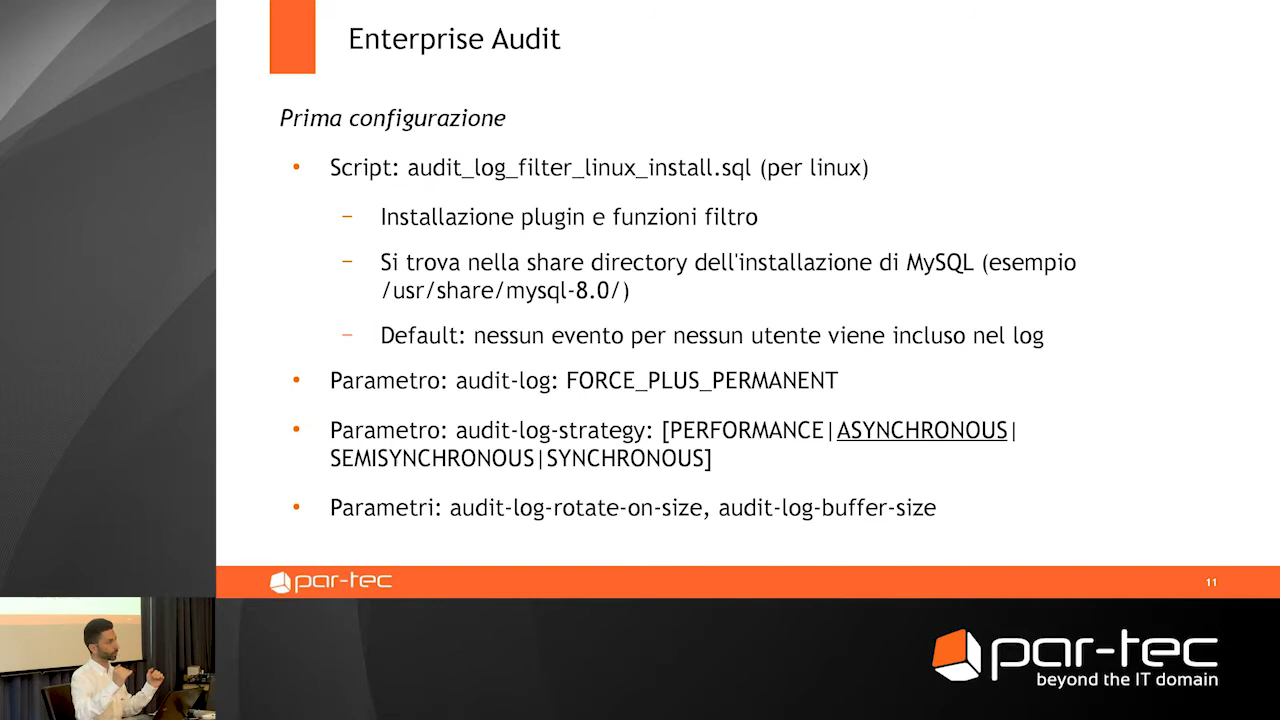 Enterprise Audit
Prima configurazione
• Script: audit_log_filter_linux_install.sql (per linux)
– Installazione plugin e funzioni filtro
– Si trova nella share directory dell'installazione di MySQL (esempio
/usr/share/mysql-8.0/)
– Default: nessun evento per nessun utente viene incluso nel log
• Parametro: audit-log: FORCE_PLUS_PERMANENT
• Parametro: audit-log-strategy: [PERFORMANCE|ASYNCHRONOUS|
SEMISYNCHRONOUS|SYNCHRONOUS]
• Parametri: audit-log-rotate-on-size, audit-log-buffer-size
par-tec
11
par-tec
beyond the IT domain